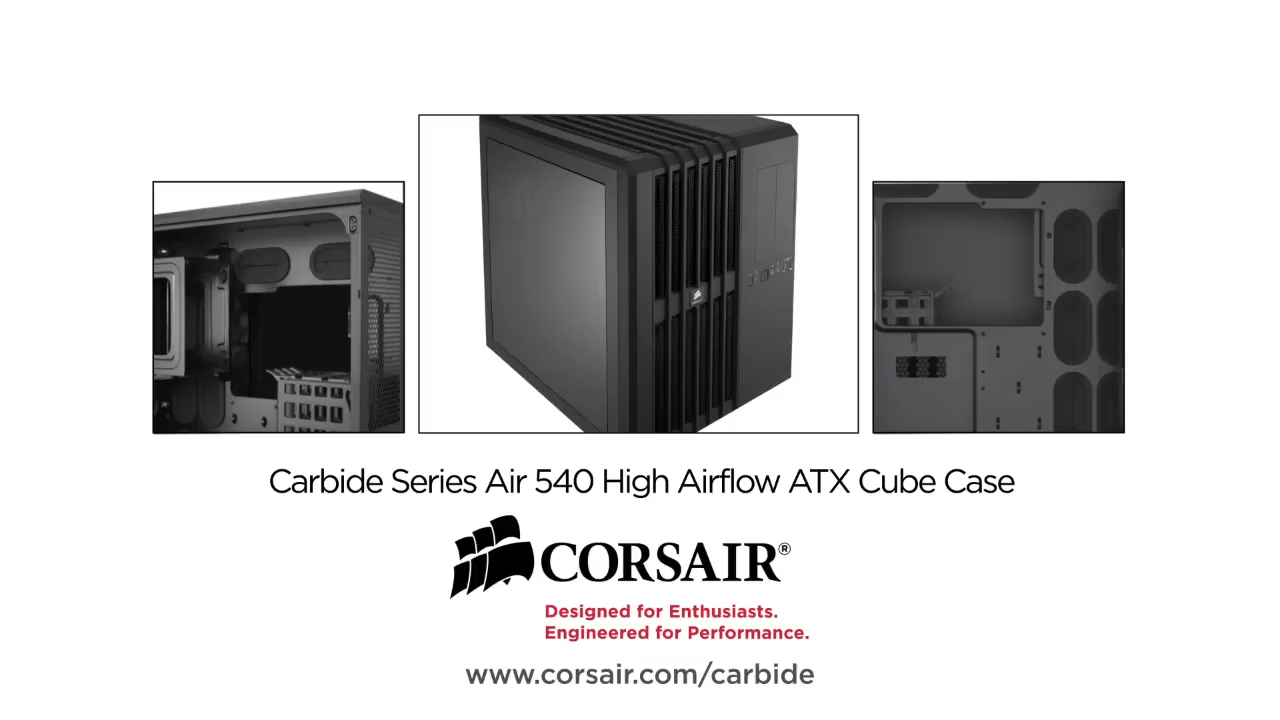 Carbide Series Air 540 High Airflow ATX Cube Case
CORSAIR®
Designed for Enthusiasts.
Engineered for Performance.
www.corsair.com/carbide